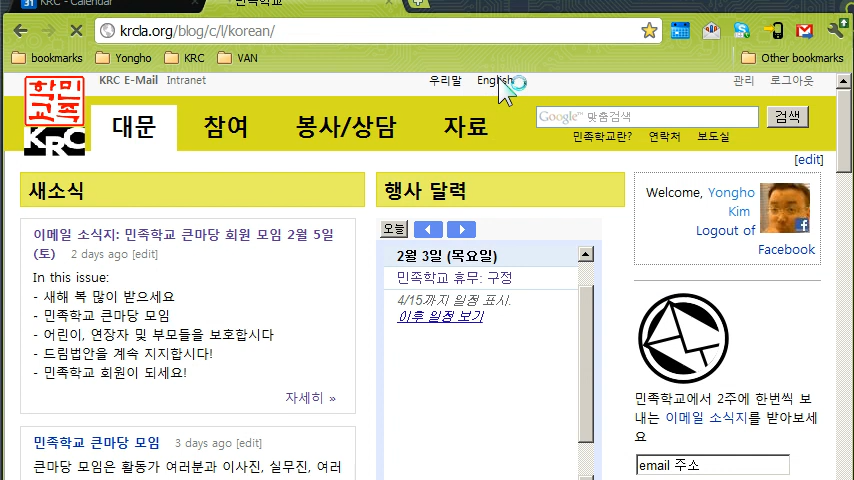 KRC - Calendar
민족학교
krcla.org/blog/c/l/korean/
bookmarks Yongho KRC VAN Other bookmarks
KRC E-Mail Intranet 우리말 English 관리 로그아웃
학민
교족
KRC
대문 참여 봉사/상담 자료
Google™ 맞춤검색 검색
민족학교란? 연락처 보도실
[edit]
새소식
이메일 소식지: 민족학교 큰마당 회원 모임 2월 5일
(토) 2 days ago [edit]
In this issue:
- 새해 복 많이 받으세요
- 민족학교 큰마당 모임
- 어린이, 연장자 및 부모들을 보호합시다
- 드림법안을 계속 지지합시다!
- 민족학교 회원이 되세요!
자세히 »
민족학교 큰마당 모임 3 days ago [edit]
큰마당 모임은 활동가 여러분과 이사진, 실무진, 여러
행사 달력
오늘
2월 3일 (목요일)
민족학교 휴무: 구정
4/15까지 일정 표시.
이후 일정 보기
Welcome, Yongho
Kim
Logout of
Facebook
민족학교에서 2주에 한번씩 보
내는 이메일 소식지를 받아보세
요
email 주소